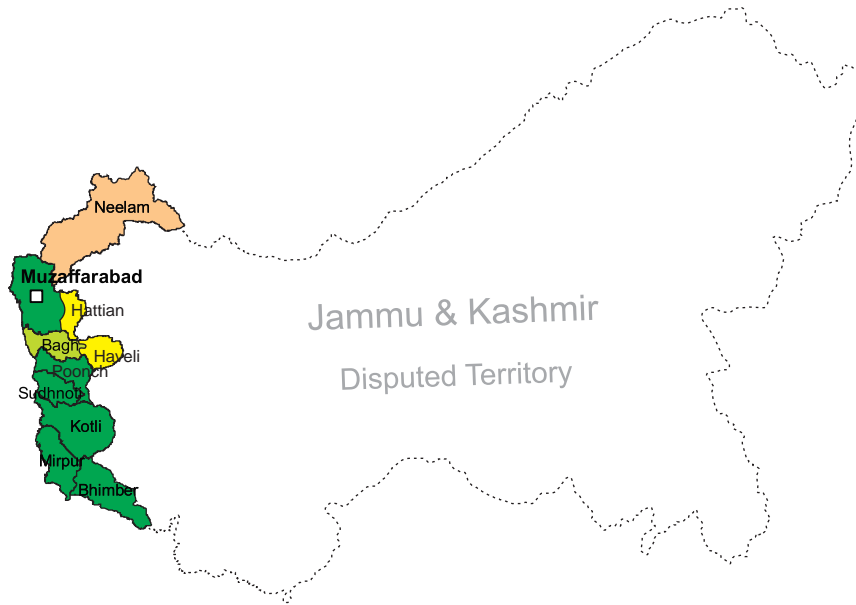 Neelam
Muzaffarabad
Hattian
Jammu & Kashmir
Bagh
Haveli
Poonch
Disputed Territory
Sudhnoti
Kotli
Mirpur
Bhimber